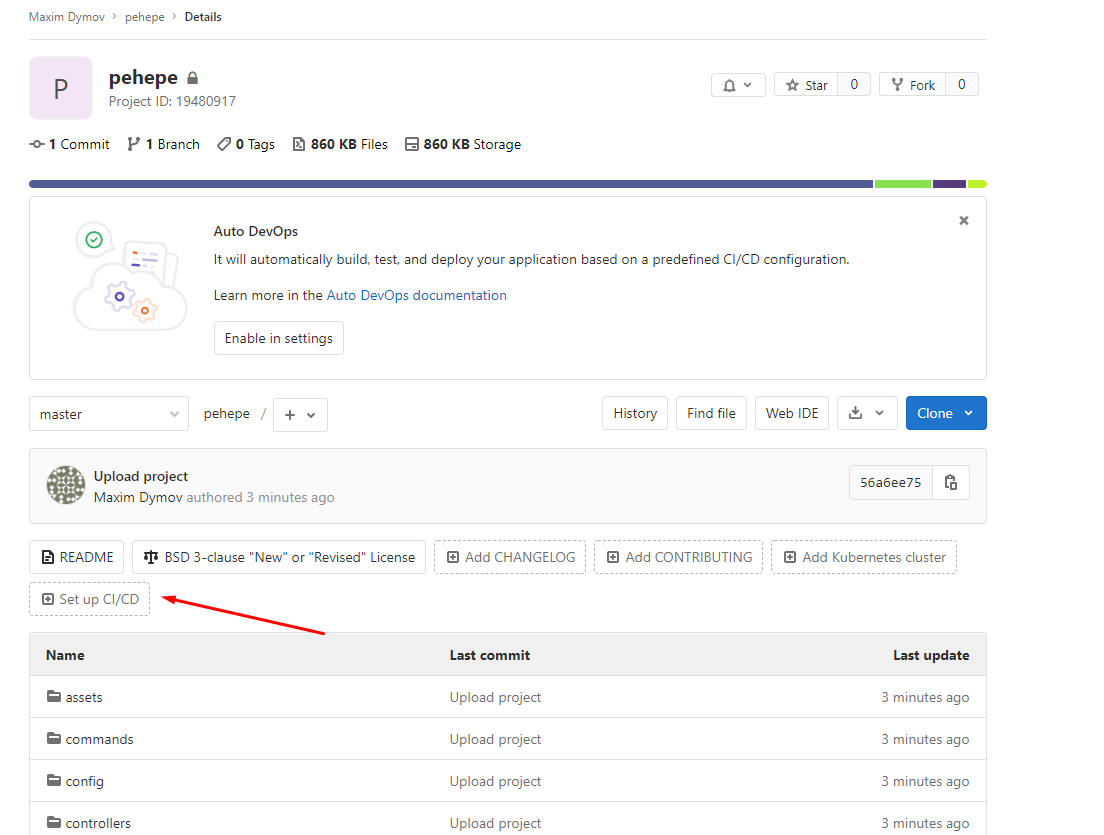 Maxim Dymov › pehepe › Details
P
pehepe
Project ID: 19480917
Star 0 Fork 0
1 Commit 1 Branch 0 Tags 860 KB Files 860 KB Storage
Auto DevOps
It will automatically build, test, and deploy your application based on a predefined CI/CD configuration.
Learn more in the Auto DevOps documentation
Enable in settings
master pehepe / + History Find file Web IDE Clone
Upload project
Maxim Dymov authored 3 minutes ago
56a6ee75
README BSD 3-clause "New" or "Revised" License Add CHANGELOG Add CONTRIBUTING Add Kubernetes cluster
Set up CI/CD
Name Last commit Last update
assets Upload project 3 minutes ago
commands Upload project 3 minutes ago
config Upload project 3 minutes ago
controllers Upload project 3 minutes ago